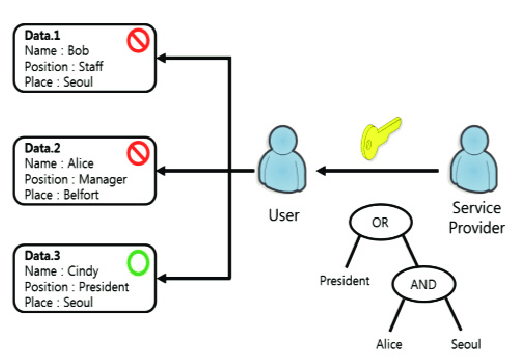 Data.1
Name : Bob
Position : Staff
Place : Seoul
Data.2
Name : Alice
Position : Manager
Place : Belfort
Data.3
Name : Cindy
Position : President
Place : Seoul
User
Service
Provider
OR
President
AND
Alice
Seoul